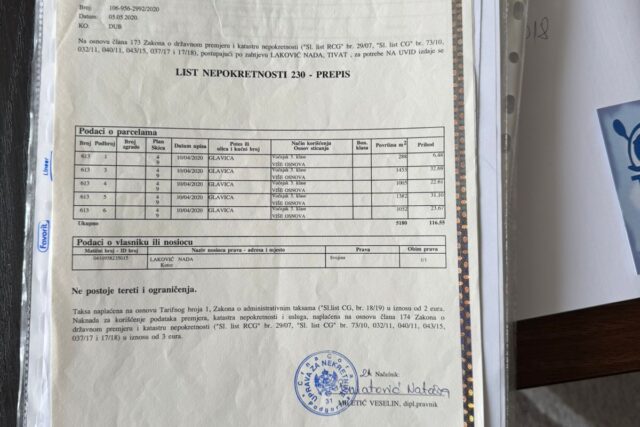 Broj: 106-956-2992/2020
Datum: 05.05.2020.
KO: DUB
Na osnovu člana 173 Zakona o državnom premjeru i katastru nepokretnosti ("Sl. list RCG" br. 29/07, "Sl. list CG" br. 73/10,
032/11, 040/11, 043/15, 037/17 i 17/18), postupajući po zahtjevu LAKOVIĆ NADA, TIVAT , za potrebe NA UVID izdaje se
LIST NEPOKRETNOSTI 230 - PREPIS
Podaci o parcelama
Broj Podbroj Broj zgrade Plan Skica Datum upisa Potes ili ulica i kućni broj Način korišćenja Osnov sticanja Bon. klasa Površina m² Prihod
613 1 4 9 10/04/2020 GLAVICA Voćnjak 3. klase VIŠE OSNOVA 288 6.48
613 3 4 9 10/04/2020 GLAVICA Voćnjak 3. klase VIŠE OSNOVA 1453 32.69
613 4 4 9 10/04/2020 GLAVICA Voćnjak 3. klase VIŠE OSNOVA 1005 22.61
613 5 4 9 10/04/2020 GLAVICA Voćnjak 3. klase VIŠE OSNOVA 1382 31.10
613 6 4 9 10/04/2020 GLAVICA Voćnjak 3. klase VIŠE OSNOVA 1052 23.67
Ukupno 5180 116.55
Podaci o vlasniku ili nosiocu
Matični broj - ID broj Naziv nosioca prava - adresa i mjesto Prava Obim prava
LAKOVIĆ NADA Svojina 1/1
Kotor
Ne postoje tereti i ograničenja.
Taksa naplaćena na osnovu Tarifnog broja 1, Zakona o administrativnim taksama ("Sl.list CG, br. 18/19) u iznosu od 2 eura.
Naknada za korišćenje podataka premjera, katastra nepokretnosti i usluga, naplaćena na osnovu člana 174 Zakona o
državnom premjeru i katastru nepokretnosti ("Sl. list RCG" br. 29/07, "Sl. list CG" br. 73/10, 032/11, 040/11, 043/15,
037/17 i 17/18) u iznosu od 3 eura.
Načelnik:
MILETIĆ VESELIN, dipl.pravnik
Crna Gora
UPRAVA ZA NEKRETNINE
Podgorica
31
Favorit
Linear